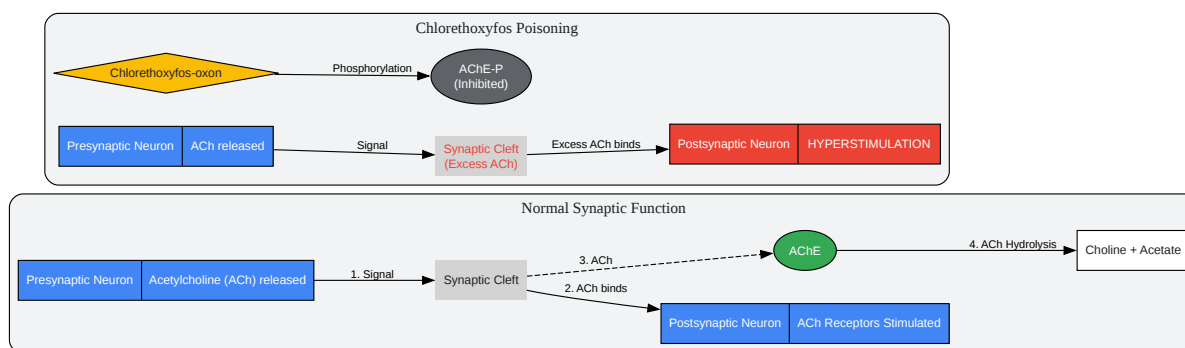 Chlorethoxyfos Poisoning
Chlorethoxyfos-oxon
Phosphorylation
AChE-P
(Inhibited)
Presynaptic Neuron
ACh released
Signal
Synaptic Cleft
(Excess ACh)
Excess ACh binds
Postsynaptic Neuron
HYPERSTIMULATION
Normal Synaptic Function
Presynaptic Neuron
Acetylcholine (ACh) released
1. Signal
Synaptic Cleft
3. ACh
AChE
4. ACh Hydrolysis
Choline + Acetate
2. ACh binds
Postsynaptic Neuron
ACh Receptors Stimulated